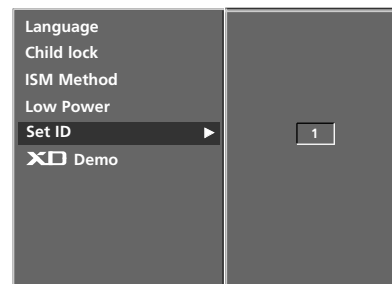 Language
Child lock
ISM Method
Low Power
Set ID ▶
1
XD Demo